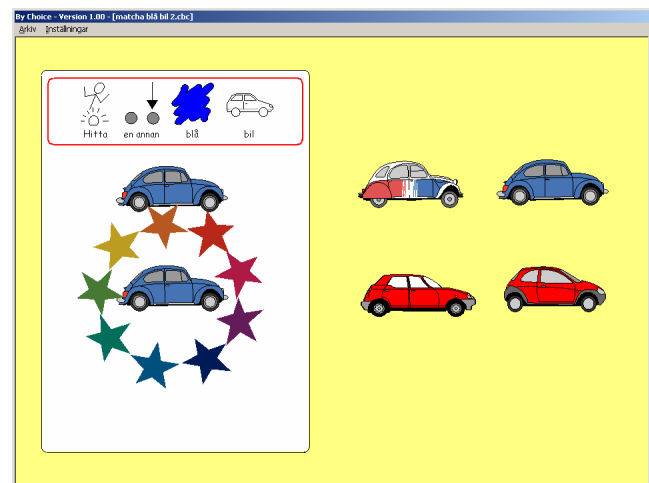 By Choice - Version 1.00 - [matcha blå bil 2.cbc]
Arkiv Inställningar
Hitta en annan blå bil